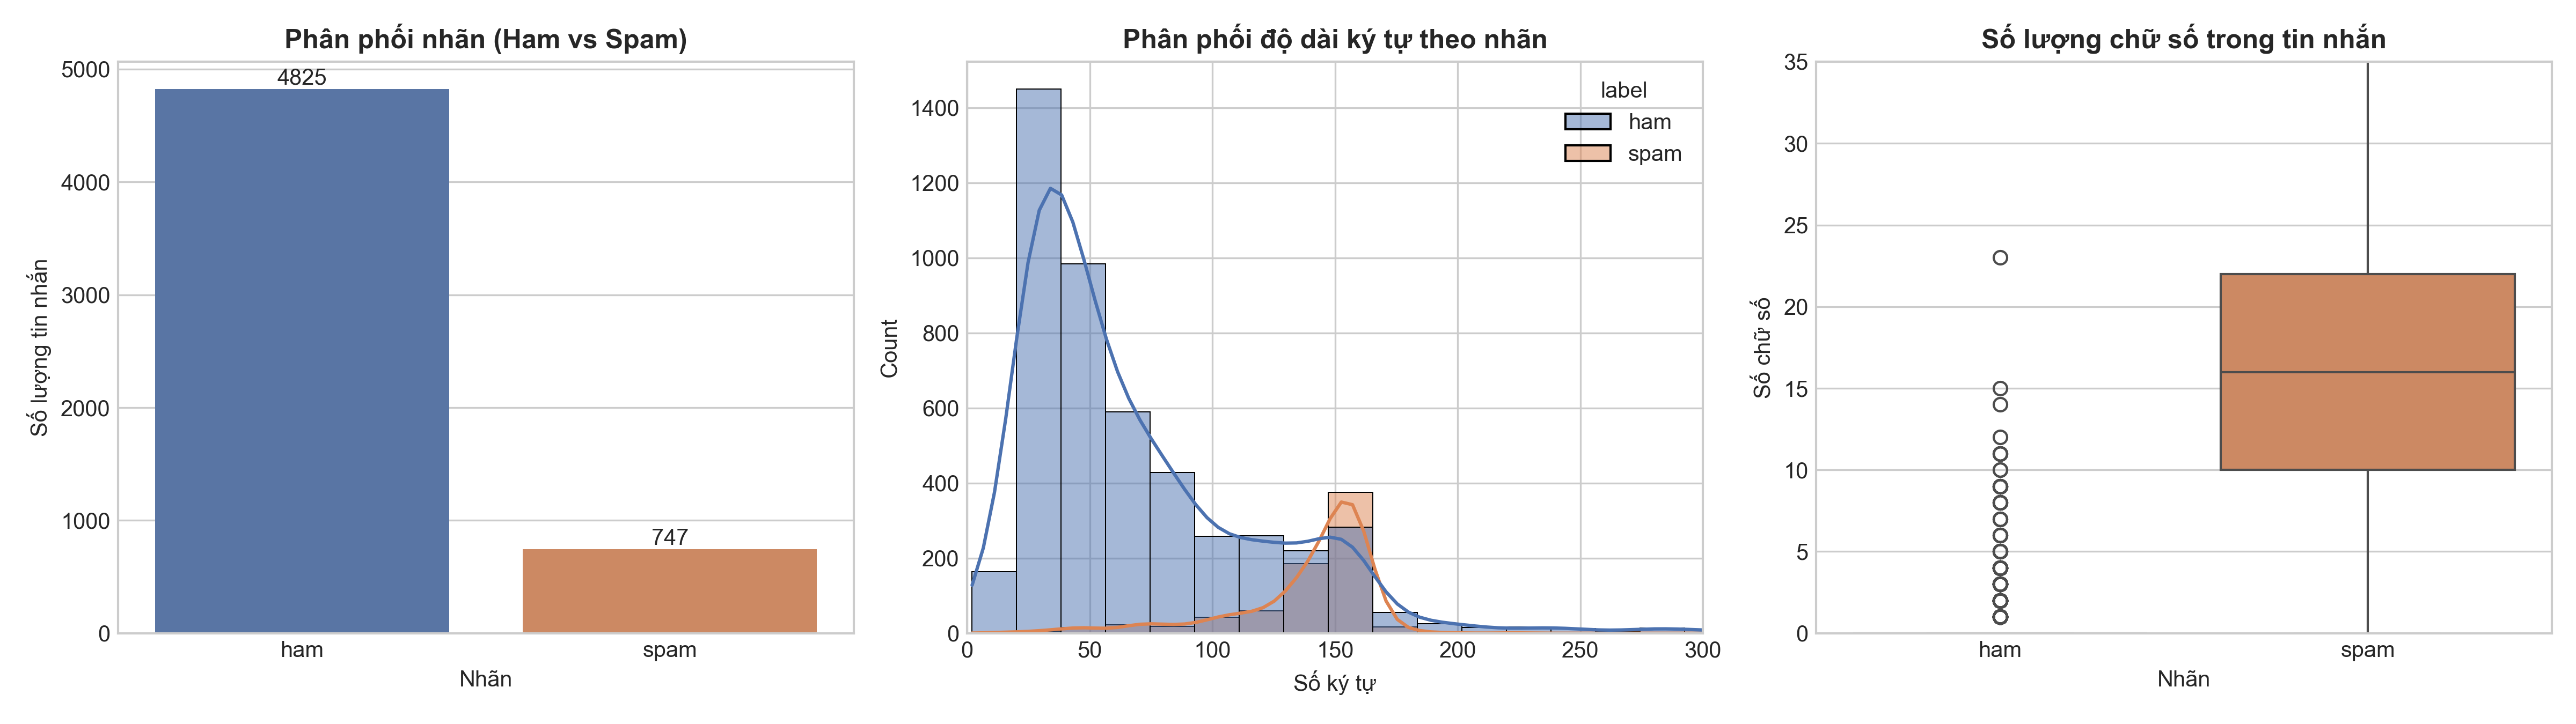 Phân phối nhãn (Ham vs Spam)
5000
4000
3000
2000
1000
0
Số lượng tin nhắn
4825
747
ham
spam
Nhãn
Phân phối độ dài ký tự theo nhãn
1400
1200
1000
800
600
400
200
0
Count
label
ham
spam
0
50
100
150
200
250
300
Số ký tự
Số lượng chữ số trong tin nhắn
35
30
25
20
15
10
5
0
Số chữ số
ham
spam
Nhãn